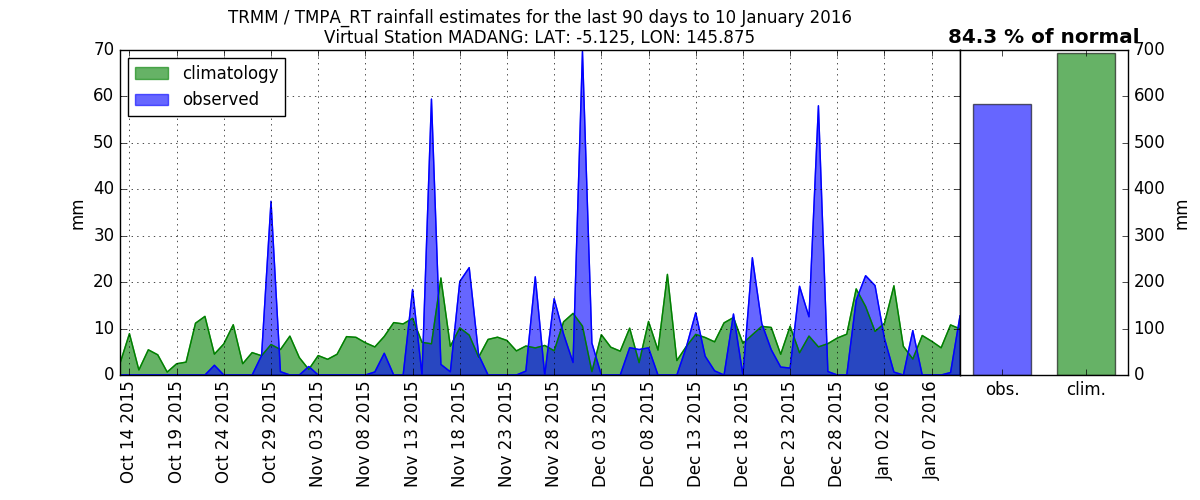 TRMM / TMPA_RT rainfall estimates for the last 90 days to 10 January 2016
Virtual Station MADANG: LAT: -5.125, LON: 145.875
84.3 % of normal
climatology
observed
70
60
50
40
30
20
10
0
mm
700
600
500
400
300
200
100
0
mm
Oct 14 2015
Oct 19 2015
Oct 24 2015
Oct 29 2015
Nov 03 2015
Nov 08 2015
Nov 13 2015
Nov 18 2015
Nov 23 2015
Nov 28 2015
Dec 03 2015
Dec 08 2015
Dec 13 2015
Dec 18 2015
Dec 23 2015
Dec 28 2015
Jan 02 2016
Jan 07 2016
obs.
clim.